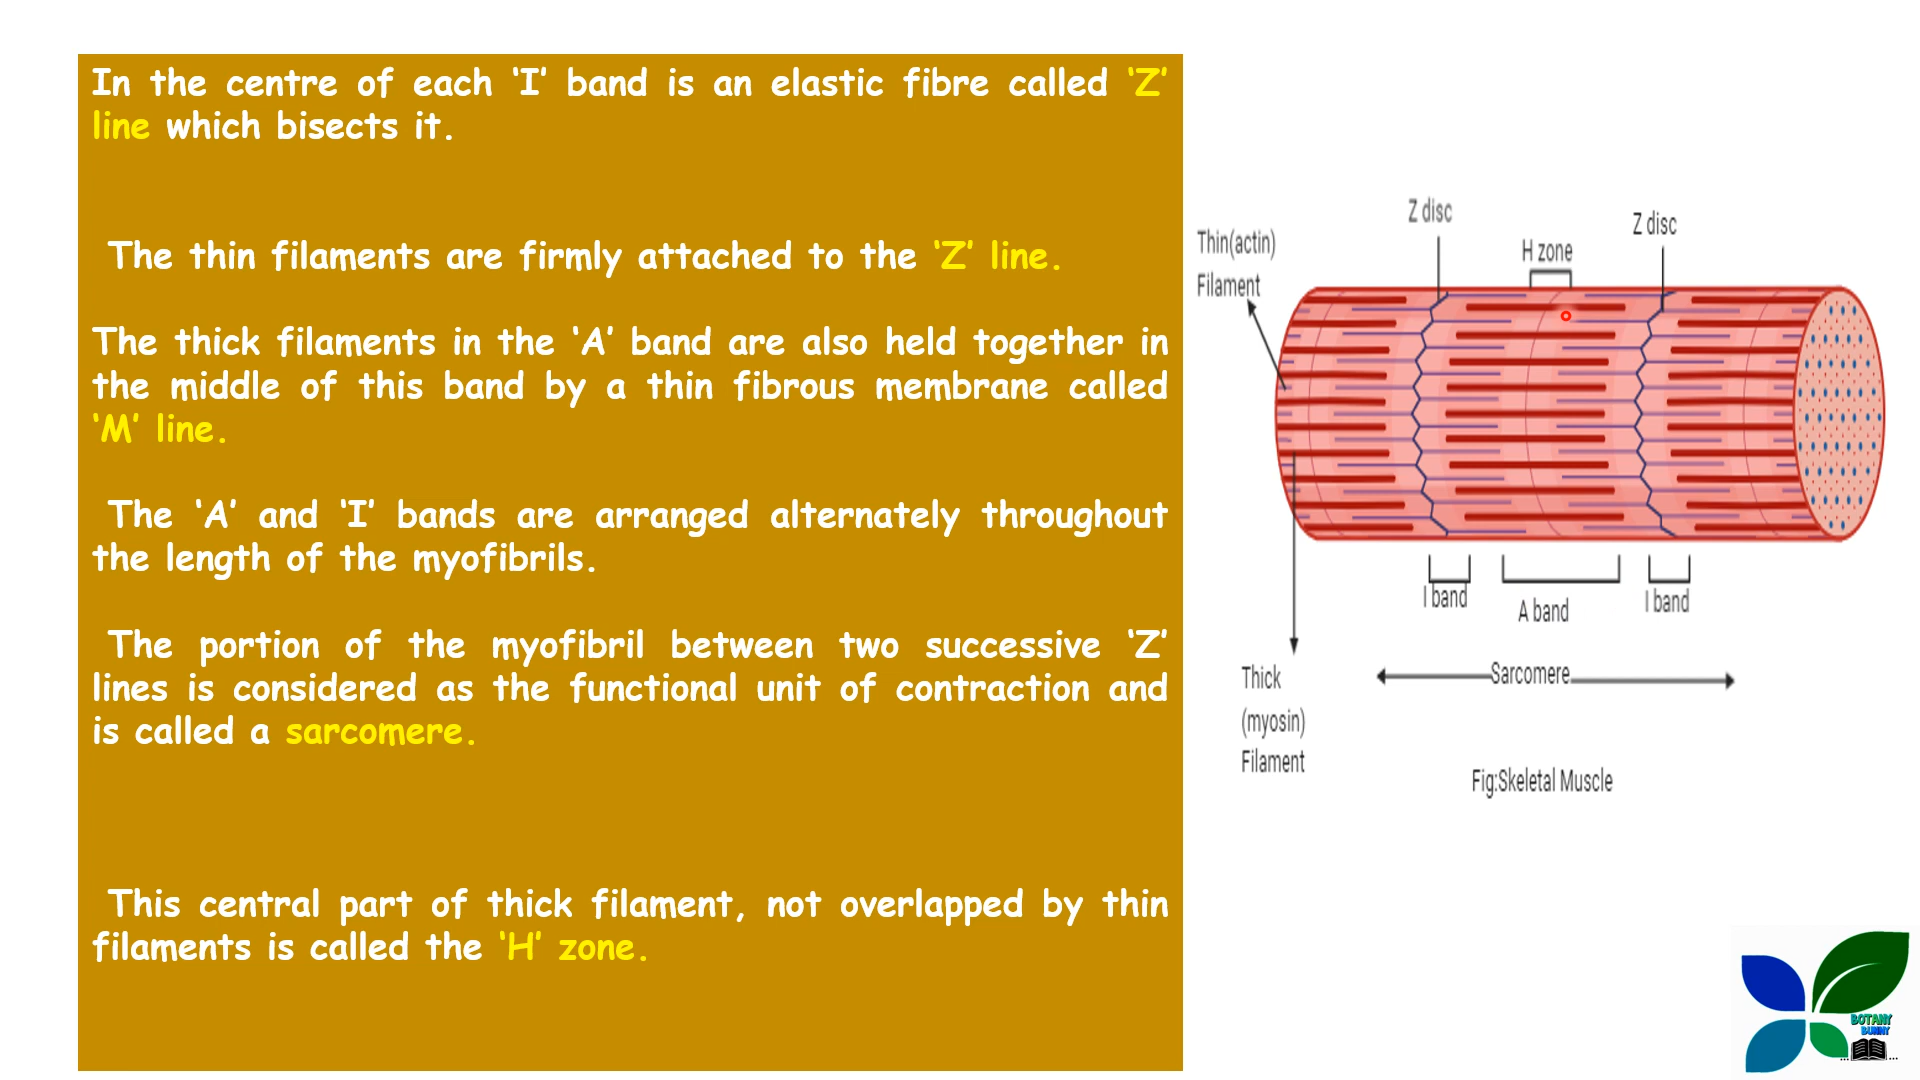 In the centre of each ‘I’ band is an elastic fibre called ‘Z’
line which bisects it.
The thin filaments are firmly attached to the ‘Z’ line.
The thick filaments in the ‘A’ band are also held together in
the middle of this band by a thin fibrous membrane called
‘M’ line.
The ‘A’ and ‘I’ bands are arranged alternately throughout
the length of the myofibrils.
The portion of the myofibril between two successive ‘Z’
lines is considered as the functional unit of contraction and
is called a sarcomere.
This central part of thick filament, not overlapped by thin
filaments is called the ‘H’ zone.
Z disc
Z disc
Thin(actin)
Filament
H zone
I band
A band
I band
Sarcomere
Thick
(myosin)
Filament
Fig:Skeletal Muscle
BOTANY
BUNNY